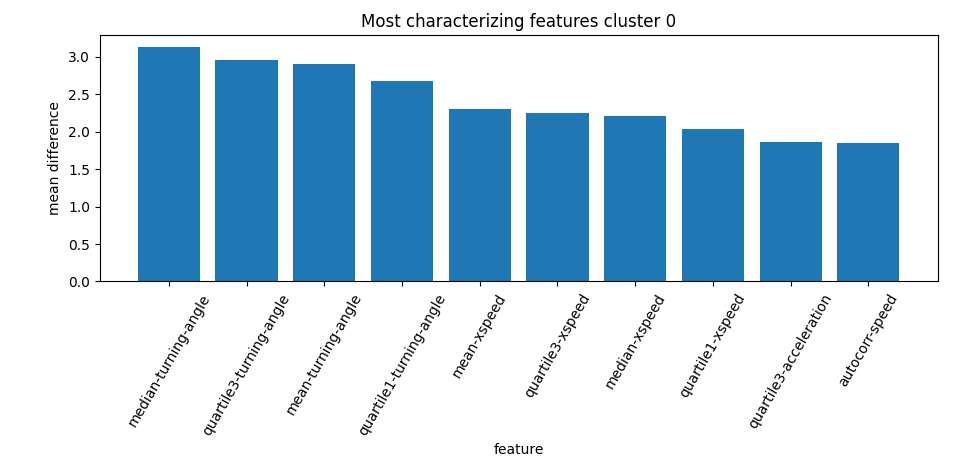 Most characterizing features cluster 0
mean difference
3.0
2.5
2.0
1.5
1.0
0.5
0.0
median-turning-angle
quartile3-turning-angle
mean-turning-angle
quartile1-turning-angle
mean-xspeed
quartile3-xspeed
median-xspeed
quartile1-xspeed
quartile3-acceleration
autocorr-speed
feature